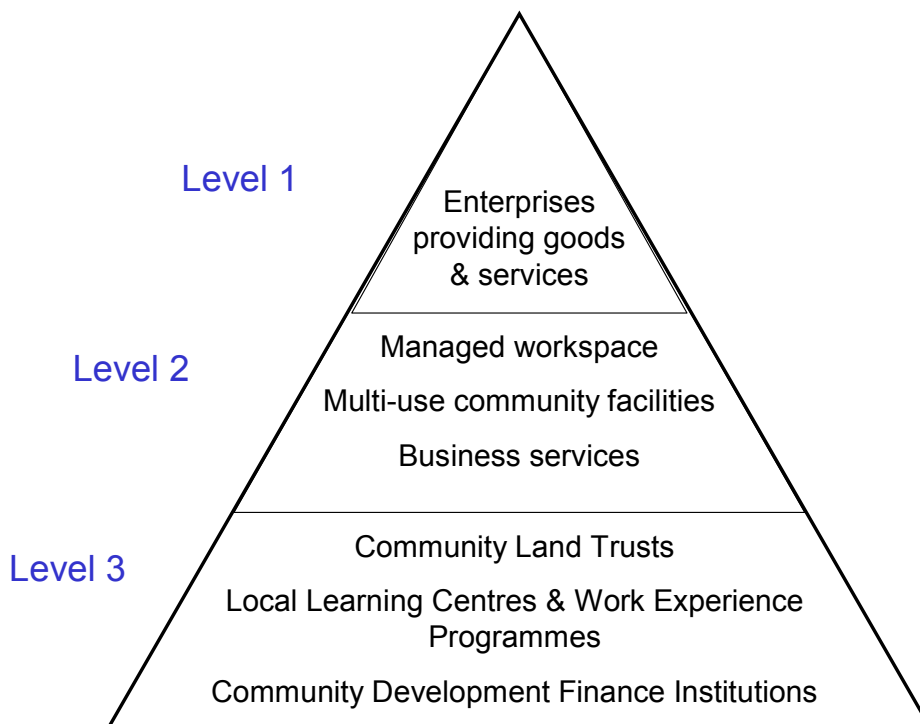 Level 1
Enterprises
providing goods
& services
Level 2
Managed workspace
Multi-use community facilities
Business services
Level 3
Community Land Trusts
Local Learning Centres & Work Experience
Programmes
Community Development Finance Institutions